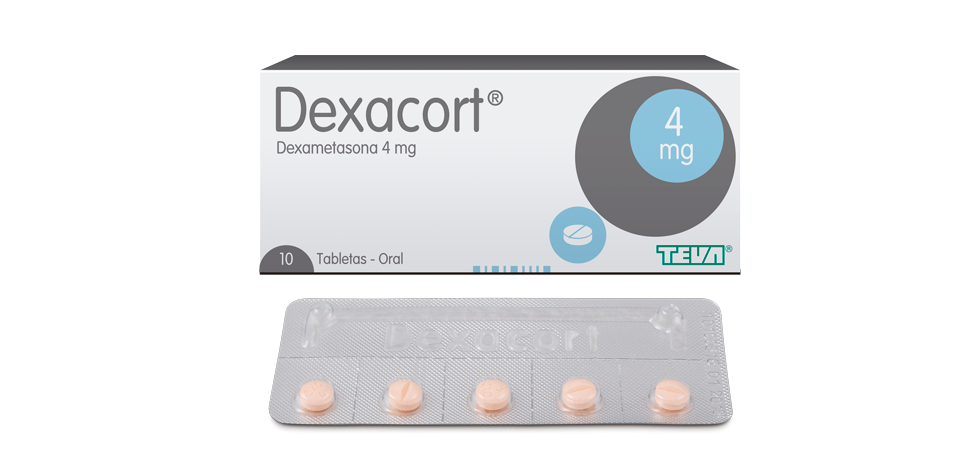 Dexacort®
Dexametasona 4 mg
4
mg
10 Tabletas - Oral
TEVA®
Dexacort